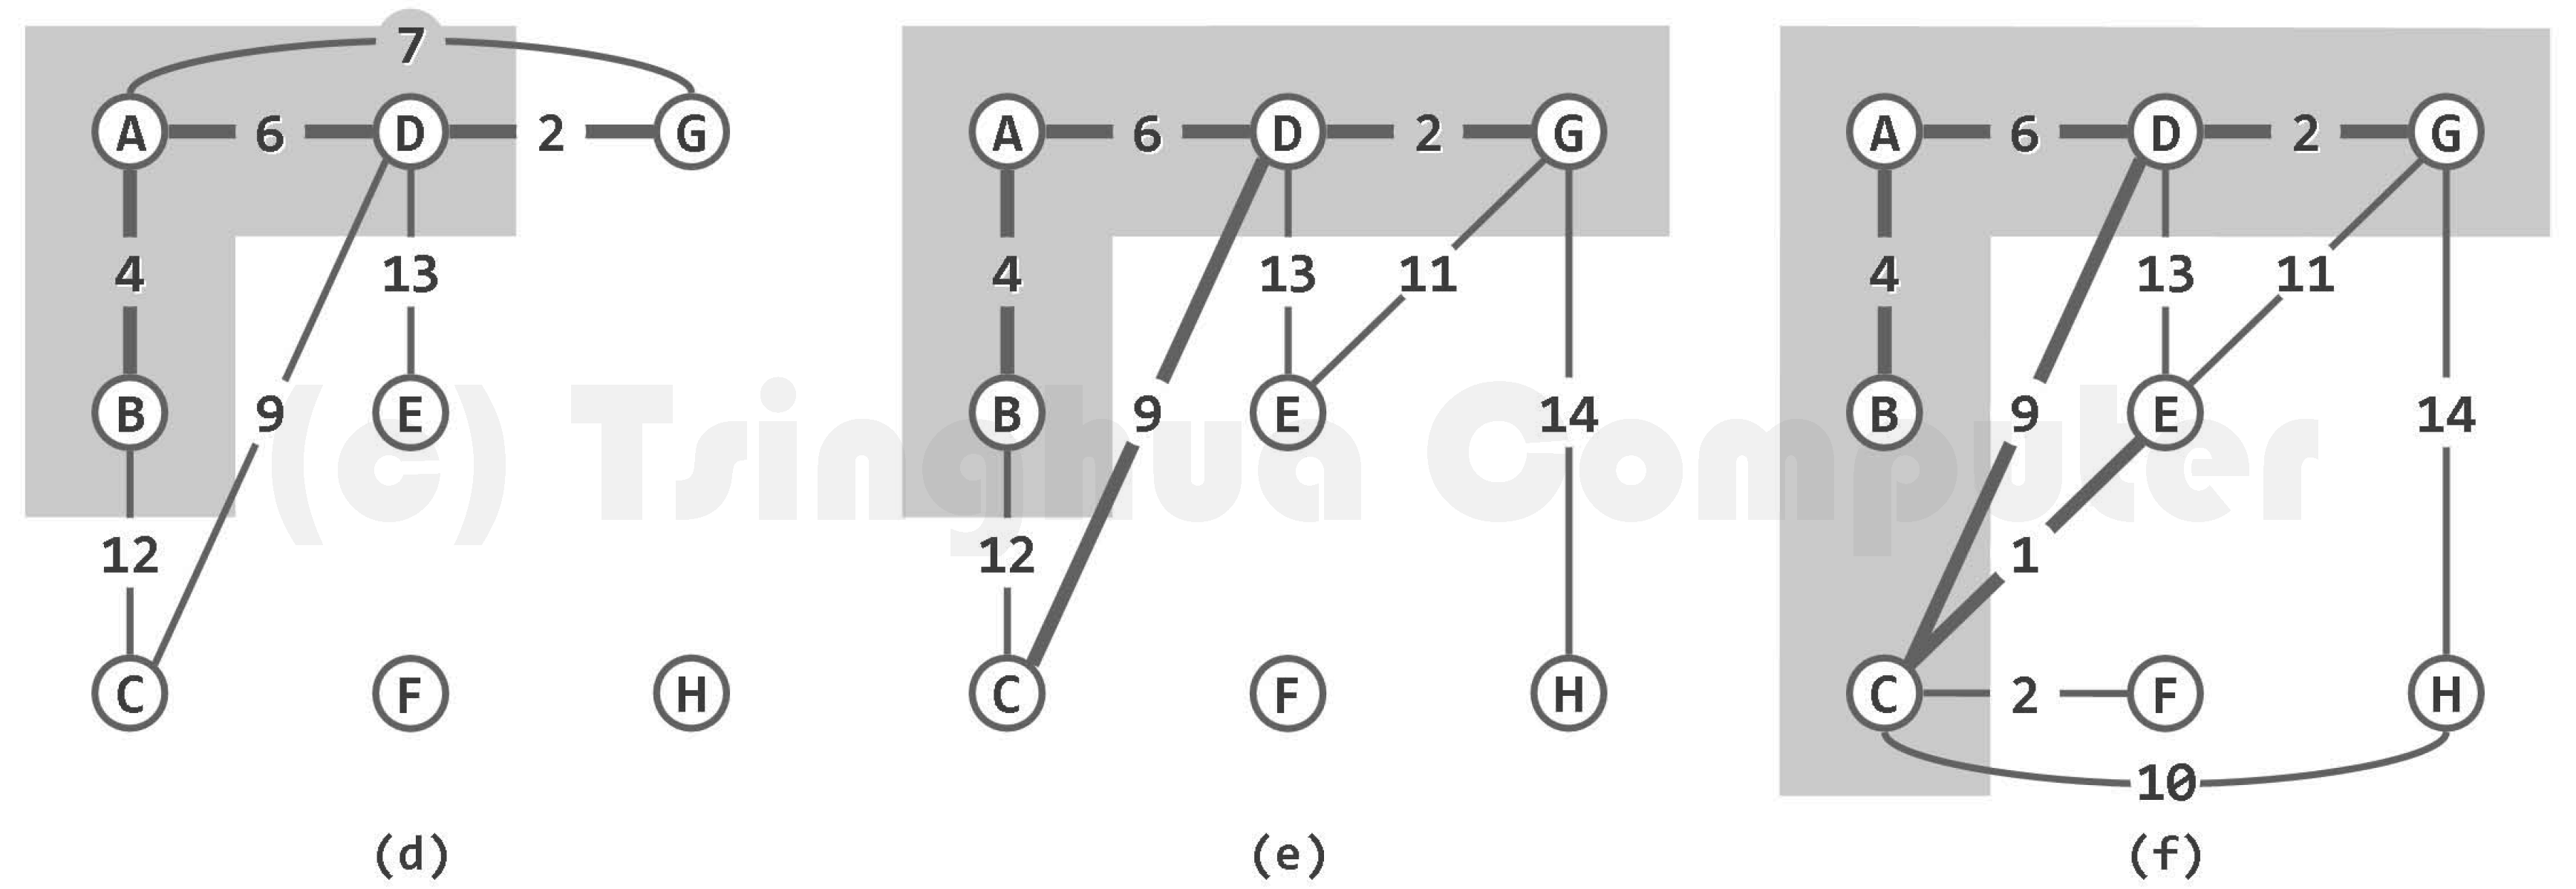 7
A 6 D 2 G A 6 D 2 G A 6 D 2 G
4 13 4 13 11 4 13 11
B 9 E B 9 E 14 B 9 E 14
(c) Tsinghua Computer
12 12 1
C F H C F H C 2 F H
10
(d) (e) (f)